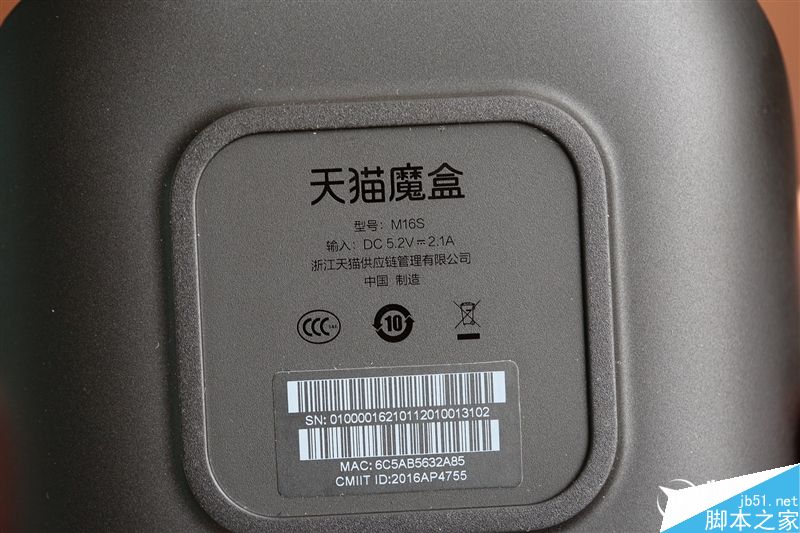 天猫魔盒
型号：M16S
输入：DC 5.2V⎓2.1A
浙江天猫供应链管理有限公司
中国 制造
CCC
10
SN: 01000016210112010013102
MAC: 6C5AB5632A85
CMIIT ID:2016AP4755
jb51.net
脚本之家